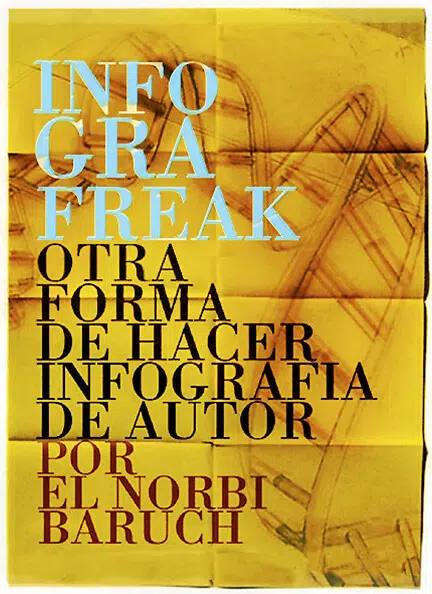 INFO
GRA
FREAK
OTRA
FORMA
DE HACER
INFOGRAFIA
DE AUTOR
POR
EL NORBI
BARUCH